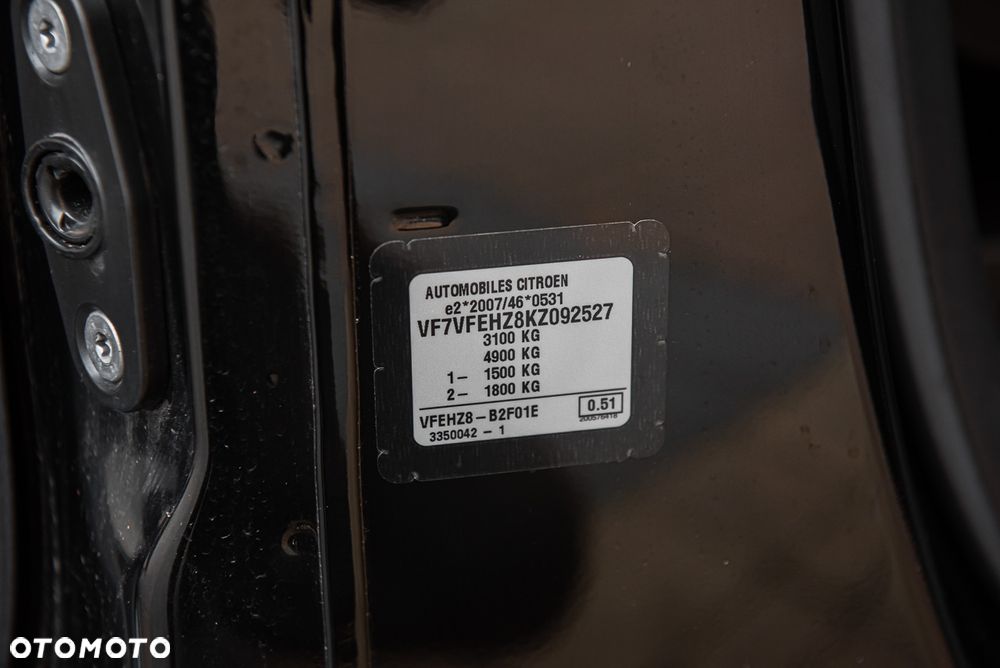 AUTOMOBILES CITROEN
e2*2007/46*0531
VF7VFEHZ8KZ092527
3100 KG
4900 KG
1- 1500 KG
2- 1800 KG
VFEHZ8-B2F01E
0.51
3350042 - 1
OTOMOTO